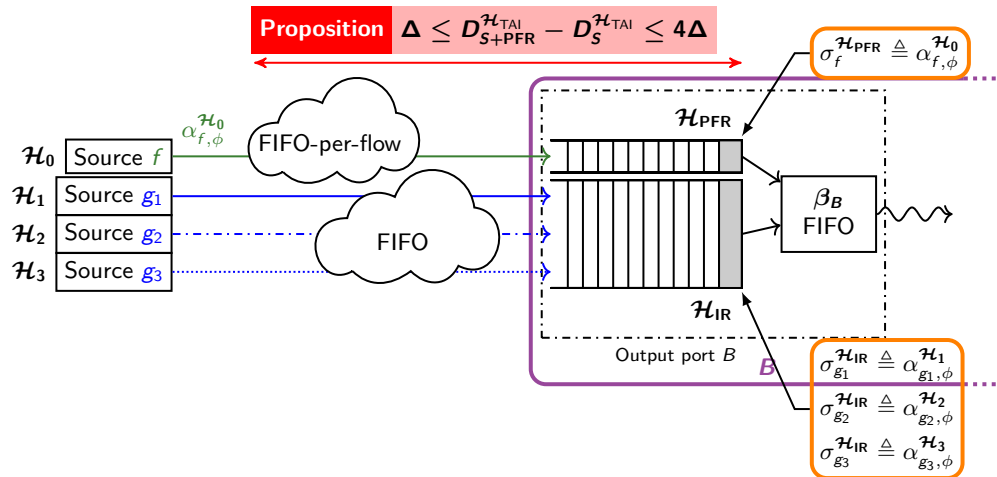 Proposition Δ ≤ D_{S+PFR}^{ℋ_TAI} − D_S^{ℋ_TAI} ≤ 4Δ
σ_f^{ℋ_PFR} ≜ α_{f,ϕ}^{ℋ_0}
α_{f,ϕ}^{ℋ_0}
ℋ_PFR
FIFO-per-flow
ℋ_0 Source f
ℋ_1 Source g_1
ℋ_2 Source g_2
ℋ_3 Source g_3
FIFO
β_B
FIFO
ℋ_IR
Output port B
B
σ_{g_1}^{ℋ_IR} ≜ α_{g_1,ϕ}^{ℋ_1}
σ_{g_2}^{ℋ_IR} ≜ α_{g_2,ϕ}^{ℋ_2}
σ_{g_3}^{ℋ_IR} ≜ α_{g_3,ϕ}^{ℋ_3}